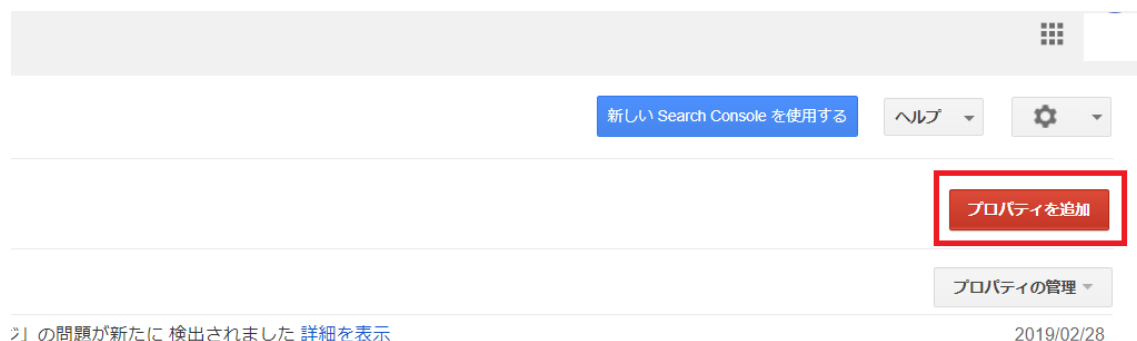 新しい Search Console を使用する ヘルプ
プロパティを追加
プロパティの管理
ジ」の問題が新たに 検出されました 詳細を表示 2019/02/28